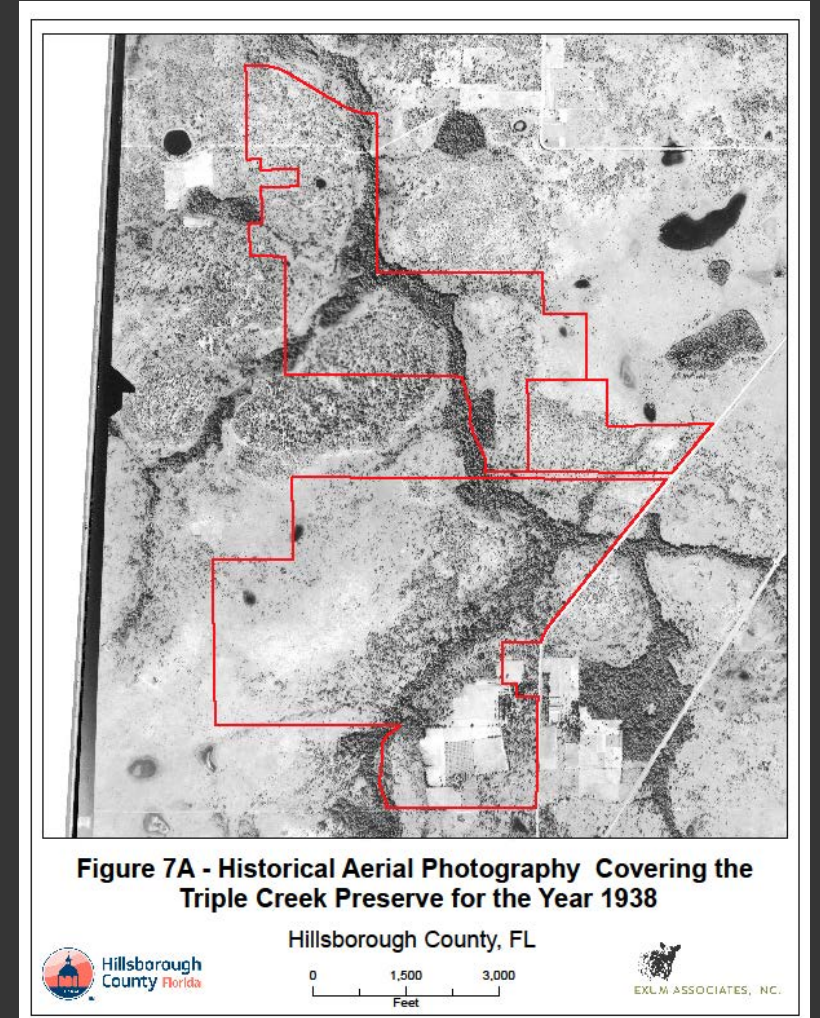 Figure 7A - Historical Aerial Photography Covering the
Triple Creek Preserve for the Year 1938
Hillsborough County, FL
Hillsborough
County Florida
0 1,500 3,000
Feet
EXUM ASSOCIATES, INC.